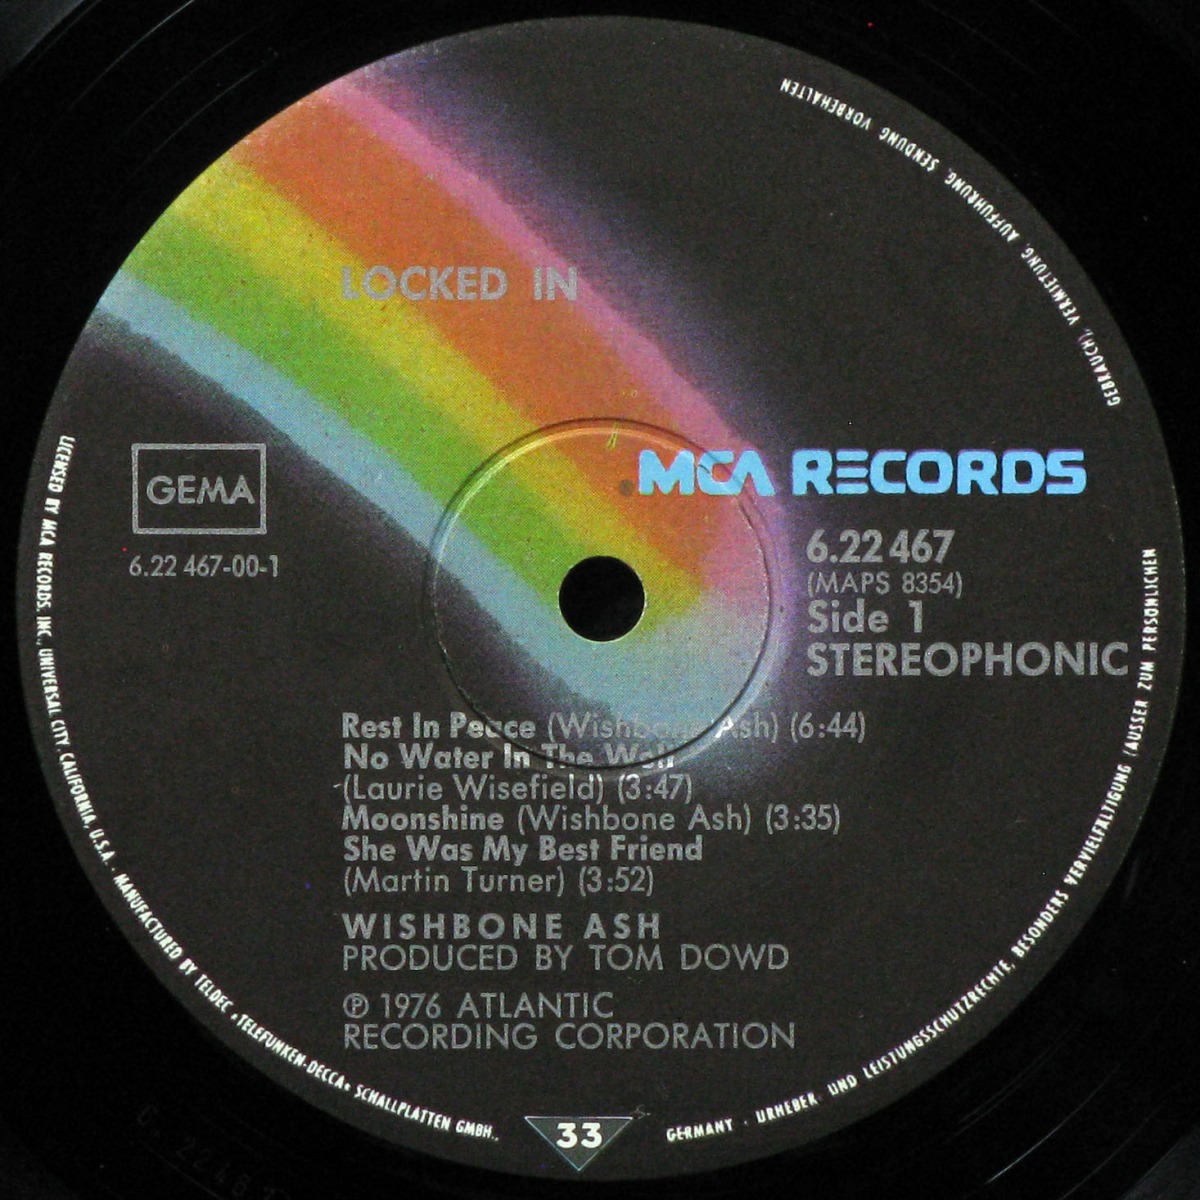 LOCKED IN
MCA RECORDS
GEMA
6.22 467-00-1
6.22 467
(MAPS 8354)
Side 1
STEREOPHONIC
Rest In Peace (Wishbone Ash) (6:44)
No Water In The Well
(Laurie Wisefield) (3:47)
Moonshine (Wishbone Ash) (3:35)
She Was My Best Friend
(Martin Turner) (3:52)
WISHBONE ASH
PRODUCED BY TOM DOWD
℗ 1976 ATLANTIC
RECORDING CORPORATION
33
LICENSED BY MCA RECORDS, INC., UNIVERSAL CITY, CALIFORNIA, U.S.A. · MANUFACTURED BY TELDEC »TELEFUNKEN-DECCA« SCHALLPLATTEN GMBH.,
GERMANY · URHEBER- UND LEISTUNGSSCHUTZRECHTE, BESONDERS VERVIELFÄLTIGUNG (AUSSER ZUM PERSÖNLICHEN
GEBRAUCH), VERMIETUNG, AUFFÜHRUNG, SENDUNG VORBEHALTEN